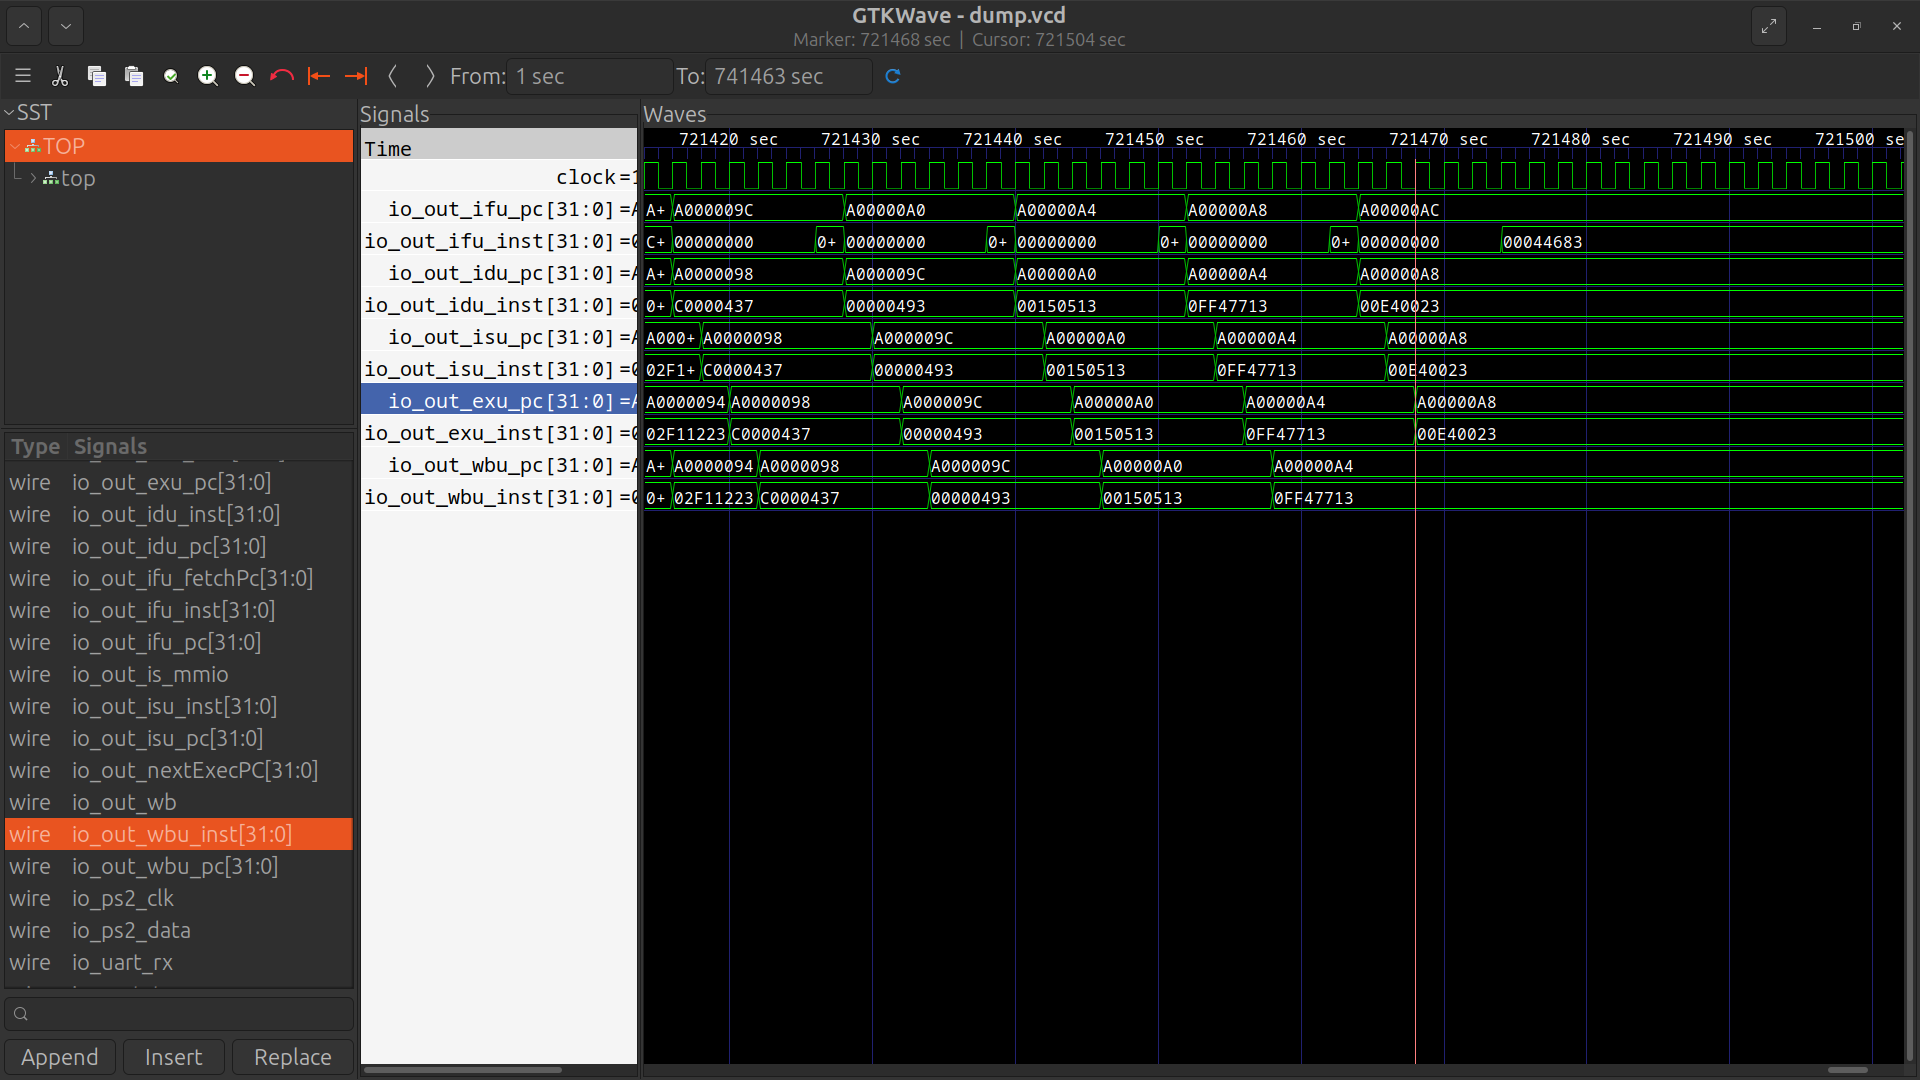 GTKWave - dump.vcd
Marker: 721468 sec | Cursor: 721504 sec
From: 1 sec To: 741463 sec
SST
TOP
top
Type Signals
wire io_out_exu_pc[31:0]
wire io_out_idu_inst[31:0]
wire io_out_idu_pc[31:0]
wire io_out_ifu_fetchPc[31:0]
wire io_out_ifu_inst[31:0]
wire io_out_ifu_pc[31:0]
wire io_out_is_mmio
wire io_out_isu_inst[31:0]
wire io_out_isu_pc[31:0]
wire io_out_nextExecPC[31:0]
wire io_out_wb
wire io_out_wbu_inst[31:0]
wire io_out_wbu_pc[31:0]
wire io_ps2_clk
wire io_ps2_data
wire io_uart_rx
Append Insert Replace
Signals
Time
clock=1
io_out_ifu_pc[31:0]=A
io_out_ifu_inst[31:0]=0
io_out_idu_pc[31:0]=A
io_out_idu_inst[31:0]=0
io_out_isu_pc[31:0]=A
io_out_isu_inst[31:0]=0
io_out_exu_pc[31:0]=A
io_out_exu_inst[31:0]=0
io_out_wbu_pc[31:0]=A
io_out_wbu_inst[31:0]=0
Waves
721420 sec 721430 sec 721440 sec 721450 sec 721460 sec 721470 sec 721480 sec 721490 sec 721500 se
A+ A000009C A00000A0 A00000A4 A00000A8 A00000AC
C+ 00000000 0+ 00000000 0+ 00000000 0+ 00000000 0+ 00000000 00044683
A+ A0000098 A000009C A00000A0 A00000A4 A00000A8
0+ C0000437 00000493 00150513 0FF47713 00E40023
A000+ A0000098 A000009C A00000A0 A00000A4 A00000A8
02F1+ C0000437 00000493 00150513 0FF47713 00E40023
A0000094 A0000098 A000009C A00000A0 A00000A4 A00000A8
02F11223 C0000437 00000493 00150513 0FF47713 00E40023
A+ A0000094 A0000098 A000009C A00000A0 A00000A4
0+ 02F11223 C0000437 00000493 00150513 0FF47713